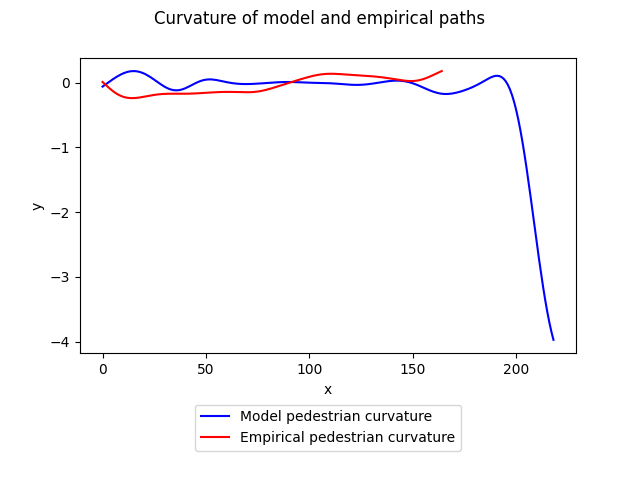 Curvature of model and empirical paths
0
−1
−2
−3
−4
y
0 50 100 150 200
x
Model pedestrian curvature
Empirical pedestrian curvature